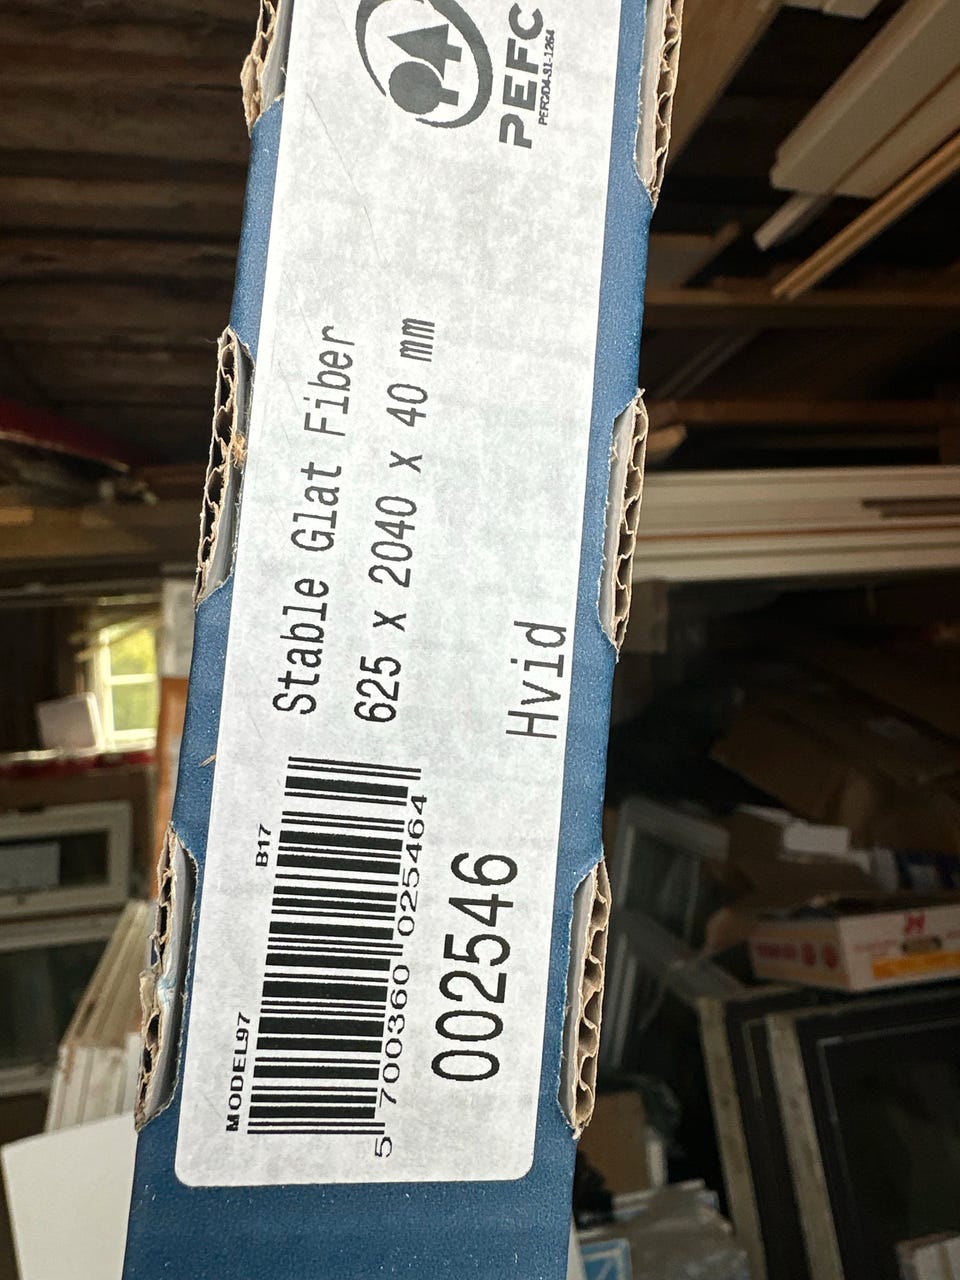 PEFC
PEFC/04-31-1264
Stable Glat Fiber
625 x 2040 x 40 mm
Hvid
B17
MODEL97
5 700360 025464
002546